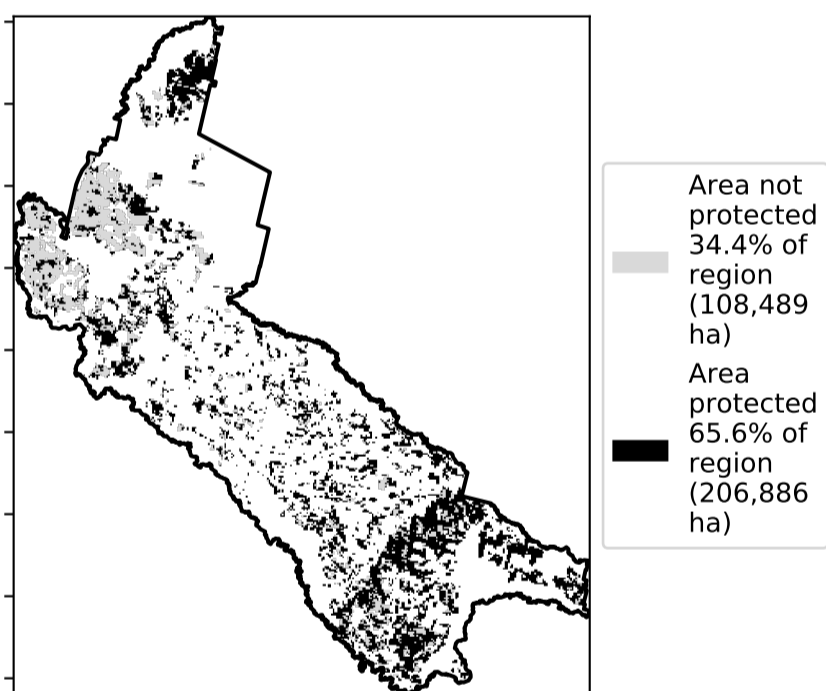 Area not
protected
34.4% of
region
(108,489
ha)
Area
protected
65.6% of
region
(206,886
ha)